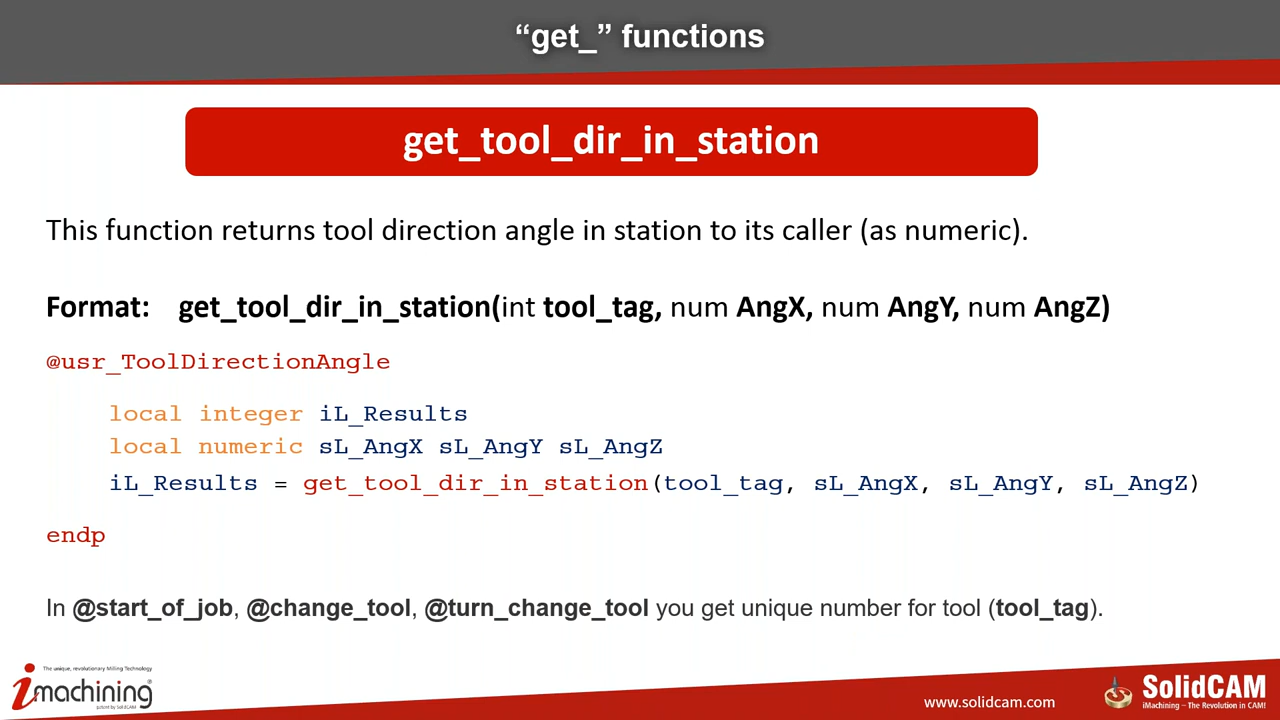 “get_” functions
get_tool_dir_in_station
This function returns tool direction angle in station to its caller (as numeric).
Format: get_tool_dir_in_station(int tool_tag, num AngX, num AngY, num AngZ)
@usr_ToolDirectionAngle
local integer iL_Results
local numeric sL_AngX sL_AngY sL_AngZ
iL_Results = get_tool_dir_in_station(tool_tag, sL_AngX, sL_AngY, sL_AngZ)
endp
In @start_of_job, @change_tool, @turn_change_tool you get unique number for tool (tool_tag).
The unique, revolutionary Milling Technology
imachining®
patent by SolidCAM
www.solidcam.com
SolidCAM
iMachining – The Revolution in CAM!